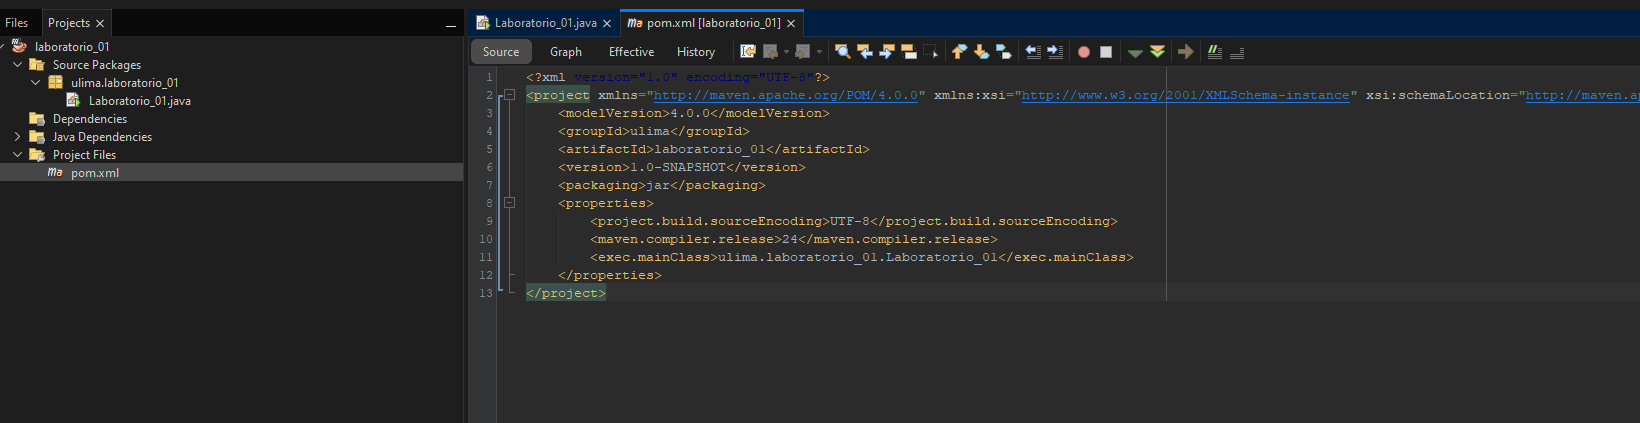 Files Projects
laboratorio_01
Source Packages
ulima.laboratorio_01
Laboratorio_01.java
Dependencies
Java Dependencies
Project Files
pom.xml
Laboratorio_01.java pom.xml [laboratorio_01]
Source Graph Effective History
1 <?xml version="1.0" encoding="UTF-8"?>
2 <project xmlns="http://maven.apache.org/POM/4.0.0" xmlns:xsi="http://www.w3.org/2001/XMLSchema-instance" xsi:schemaLocation="http://maven.ap
3 <modelVersion>4.0.0</modelVersion>
4 <groupId>ulima</groupId>
5 <artifactId>laboratorio_01</artifactId>
6 <version>1.0-SNAPSHOT</version>
7 <packaging>jar</packaging>
8 <properties>
9 <project.build.sourceEncoding>UTF-8</project.build.sourceEncoding>
10 <maven.compiler.release>24</maven.compiler.release>
11 <exec.mainClass>ulima.laboratorio_01.Laboratorio_01</exec.mainClass>
12 </properties>
13 </project>